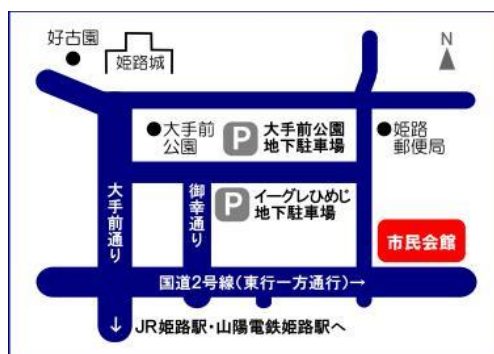 好古園
姫路城
N
大手前
公園
P
大手前公園
地下駐車場
姫路
郵便局
大手前通り
御幸通り
P
イーグレひめじ
地下駐車場
市民会館
国道2号線(東行一方通行)→
↓ JR姫路駅・山陽電鉄姫路駅へ